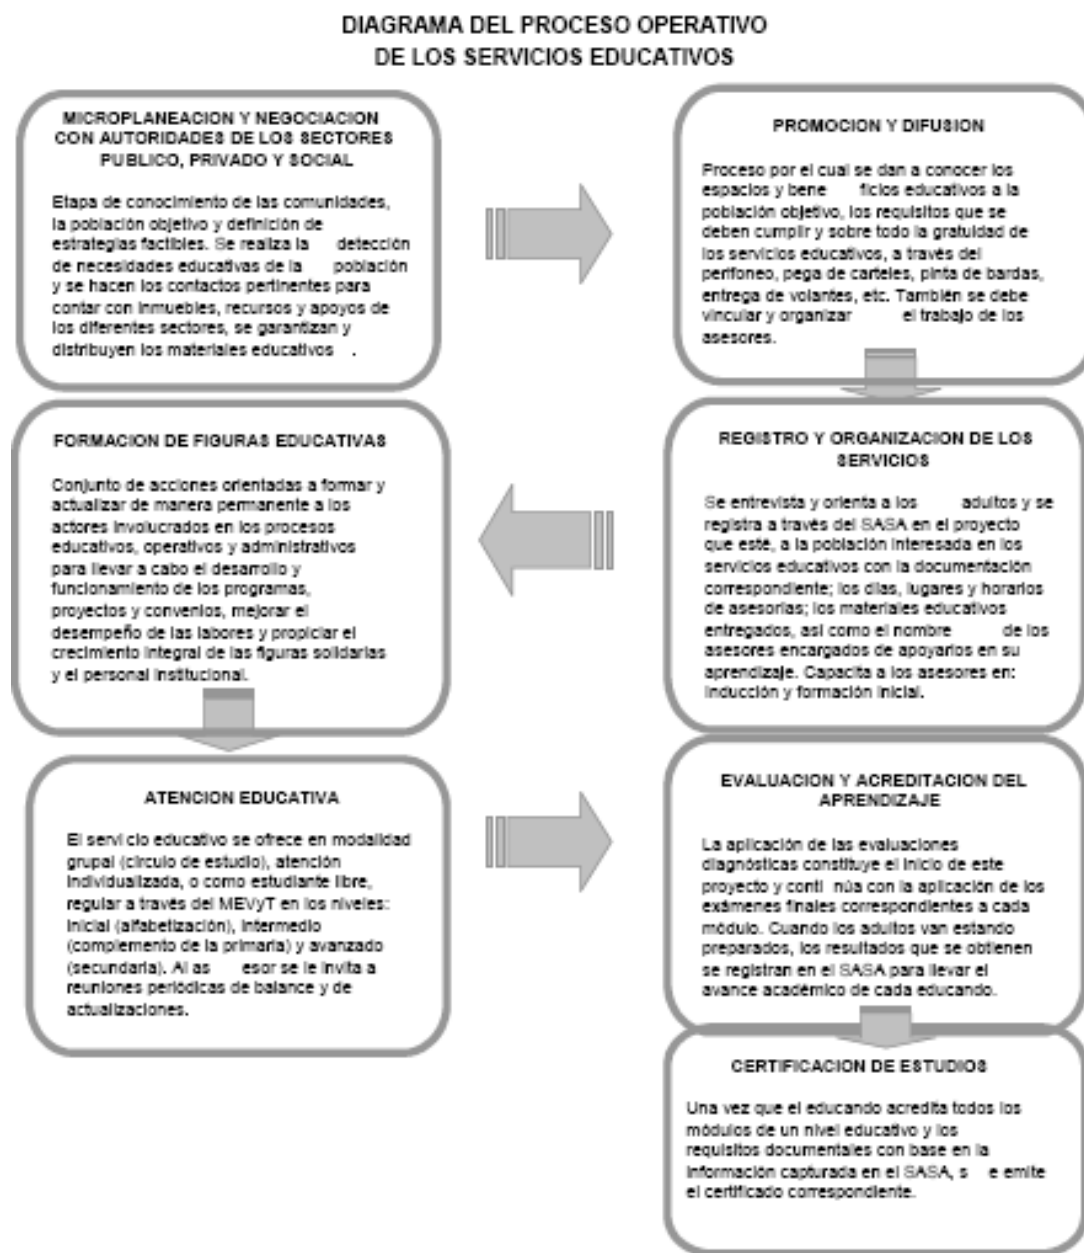 DIAGRAMA DEL PROCESO OPERATIVO
DE LOS SERVICIOS EDUCATIVOS
MICROPLANEACION Y NEGOCIACION
CON AUTORIDADES DE LOS SECTORES
PUBLICO, PRIVADO Y SOCIAL
Etapa de conocimiento de las comunidades,
la población objetivo y definición de
estrategias factibles. Se realiza la detección
de necesidades educativas de la población
y se hacen los contactos pertinentes para
contar con inmuebles, recursos y apoyos de
los diferentes sectores, se garantizan y
distribuyen los materiales educativos .
PROMOCION Y DIFUSION
Proceso por el cual se dan a conocer los
espacios y bene ficios educativos a la
población objetivo, los requisitos que se
deben cumplir y sobre todo la gratuidad de
los servicios educativos, a través del
perifoneo, pega de carteles, pinta de bardas,
entrega de volantes, etc. También se debe
vincular y organizar el trabajo de los
asesores.
REGISTRO Y ORGANIZACION DE LOS
SERVICIOS
Se entrevista y orienta a los adultos y se
registra a través del SASA en el proyecto
que esté, a la población interesada en los
servicios educativos con la documentación
correspondiente; los días, lugares y horarios
de asesorías; los materiales educativos
entregados, así como el nombre de los
asesores encargados de apoyarlos en su
aprendizaje. Capacita a los asesores en:
Inducción y formación inicial.
FORMACION DE FIGURAS EDUCATIVAS
Conjunto de acciones orientadas a formar y
actualizar de manera permanente a los
actores involucrados en los procesos
educativos, operativos y administrativos
para llevar a cabo el desarrollo y
funcionamiento de los programas,
proyectos y convenios, mejorar el
desempeño de las labores y propiciar el
crecimiento integral de las figuras solidarias
y el personal institucional.
ATENCION EDUCATIVA
El servi cio educativo se ofrece en modalidad
grupal (círculo de estudio), atención
individualizada, o como estudiante libre,
regular a través del MEVyT en los niveles:
Inicial (alfabetización), Intermedio
(complemento de la primaria) y avanzado
(secundaria). Al as esor se le invita a
reuniones periódicas de balance y de
actualizaciones.
EVALUACION Y ACREDITACION DEL
APRENDIZAJE
La aplicación de las evaluaciones
diagnósticas constituye el inicio de este
proyecto y conti núa con la aplicación de los
exámenes finales correspondientes a cada
módulo. Cuando los adultos van estando
preparados, los resultados que se obtienen
se registran en el SASA para llevar el
avance académico de cada educando.
CERTIFICACION DE ESTUDIOS
Una vez que el educando acredita todos los
módulos de un nivel educativo y los
requisitos documentales con base en la
información capturada en el SASA, s e emite
el certificado correspondiente.